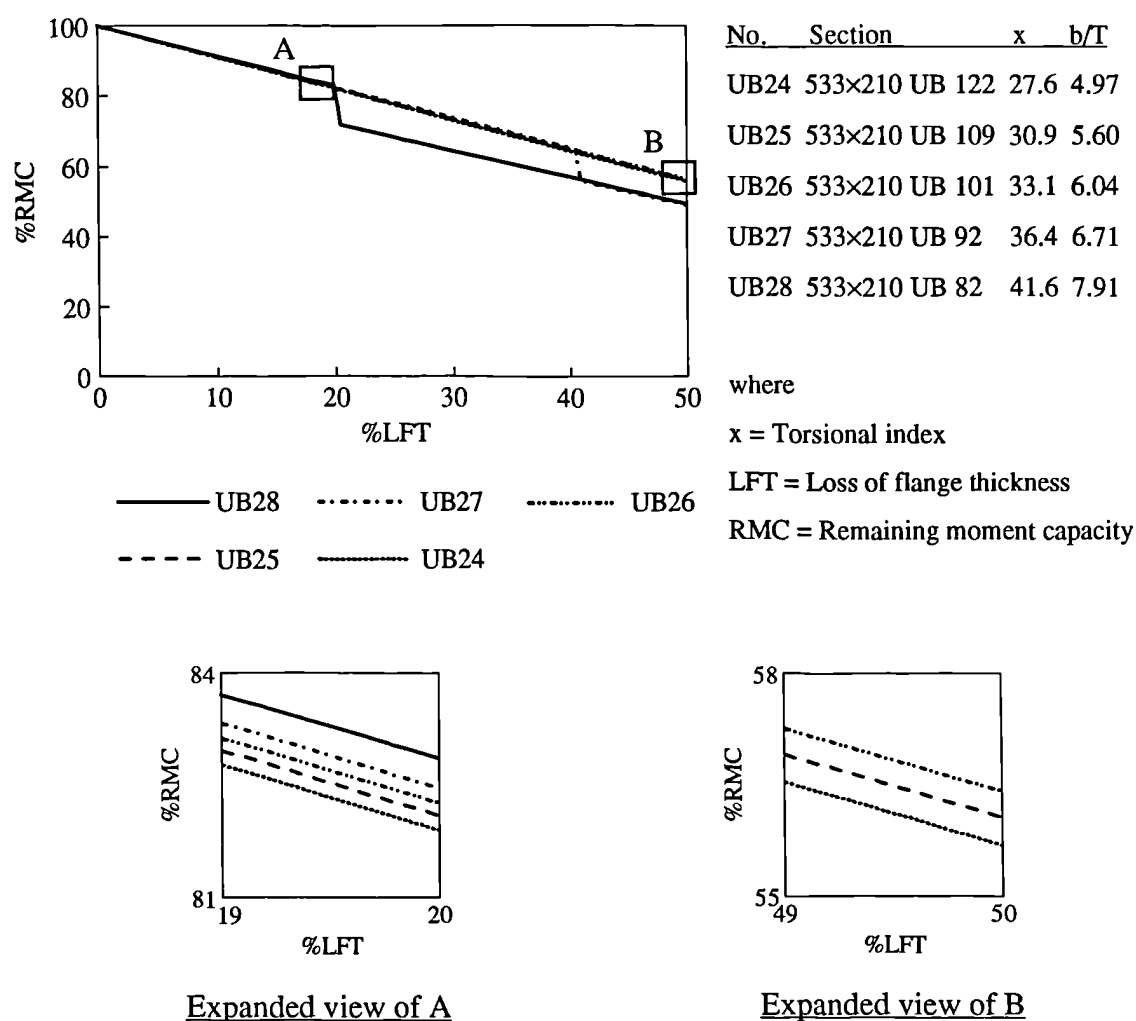 100
80
60
40
20
0
%RMC
A
B
0 10 20 30 40 50
%LFT
No. Section x b/T
UB24 533×210 UB 122 27.6 4.97
UB25 533×210 UB 109 30.9 5.60
UB26 533×210 UB 101 33.1 6.04
UB27 533×210 UB 92 36.4 6.71
UB28 533×210 UB 82 41.6 7.91
where
x = Torsional index
LFT = Loss of flange thickness
RMC = Remaining moment capacity
UB28 UB27 UB26
UB25 UB24
84
81
%RMC
19 20
%LFT
Expanded view of A
58
55
%RMC
49 50
%LFT
Expanded view of B